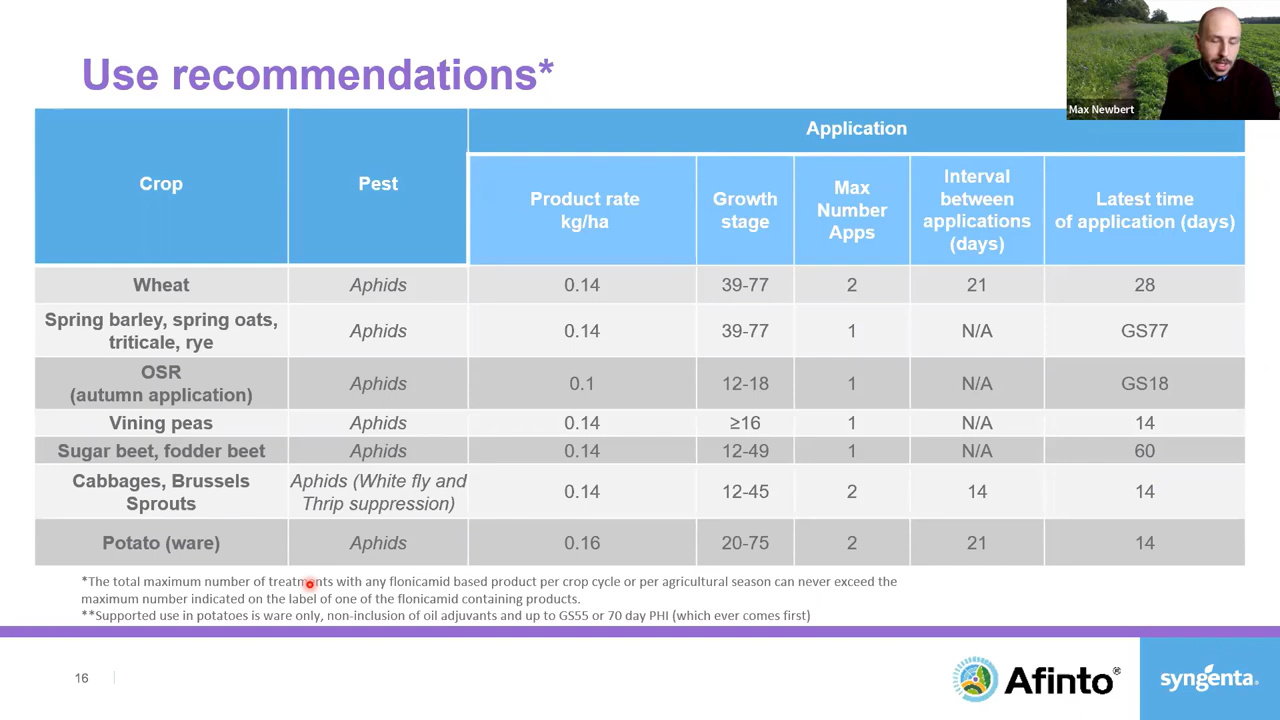 Use recommendations*
Max Newbert
Crop
Pest
Application
Product rate
kg/ha
Growth
stage
Max
Number
Apps
Interval
between
applications
(days)
Latest time
of application (days)
Wheat
Aphids
0.14
39-77
2
21
28
Spring barley, spring oats,
triticale, rye
Aphids
0.14
39-77
1
N/A
GS77
OSR
(autumn application)
Aphids
0.1
12-18
1
N/A
GS18
Vining peas
Aphids
0.14
≥16
1
N/A
14
Sugar beet, fodder beet
Aphids
0.14
12-49
1
N/A
60
Cabbages, Brussels
Sprouts
Aphids (White fly and
Thrip suppression)
0.14
12-45
2
14
14
Potato (ware)
Aphids
0.16
20-75
2
21
14
*The total maximum number of treatments with any flonicamid based product per crop cycle or per agricultural season can never exceed the
maximum number indicated on the label of one of the flonicamid containing products.
**Supported use in potatoes is ware only, non-inclusion of oil adjuvants and up to GS55 or 70 day PHI (which ever comes first)
16
Afinto®
syngenta®